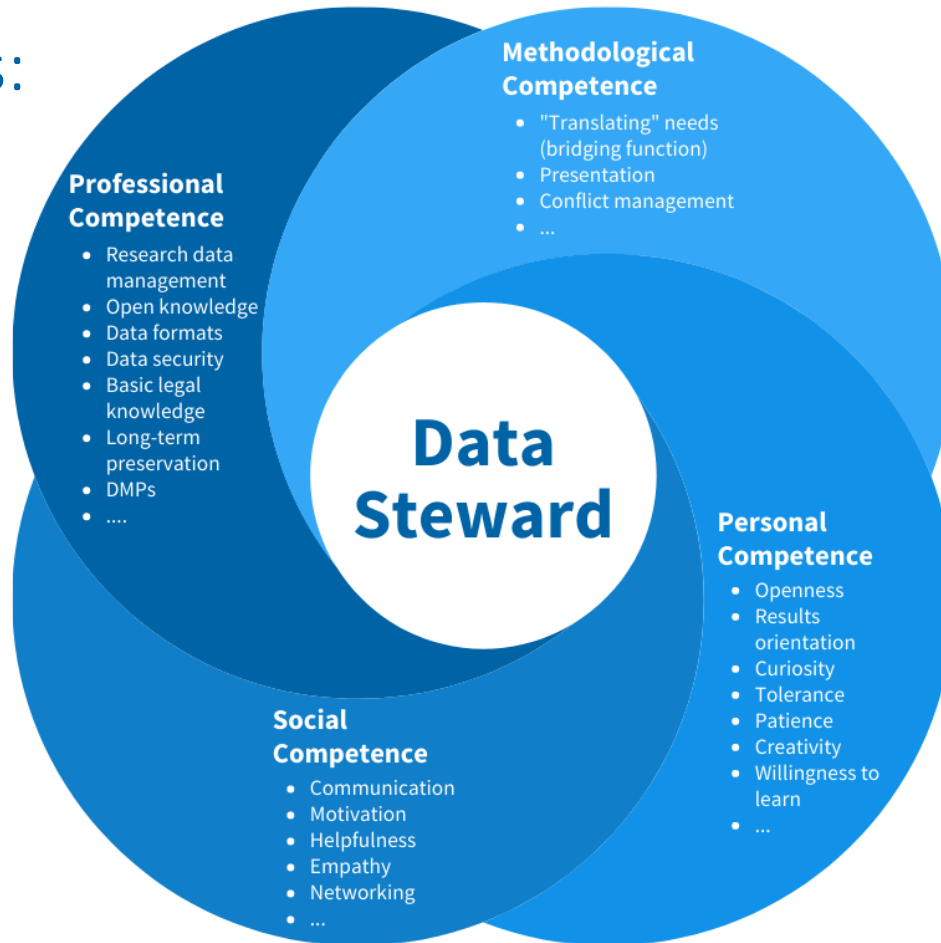 s:
Methodological
Competence
• "Translating" needs
(bridging function)
• Presentation
• Conflict management
• ...
Professional
Competence
• Research data
management
• Open knowledge
• Data formats
• Data security
• Basic legal
knowledge
• Long-term
preservation
• DMPs
• ....
Data
Steward
Personal
Competence
• Openness
• Results
orientation
• Curiosity
• Tolerance
• Patience
• Creativity
• Willingness to
learn
• ...
Social
Competence
• Communication
• Motivation
• Helpfulness
• Empathy
• Networking
• ...